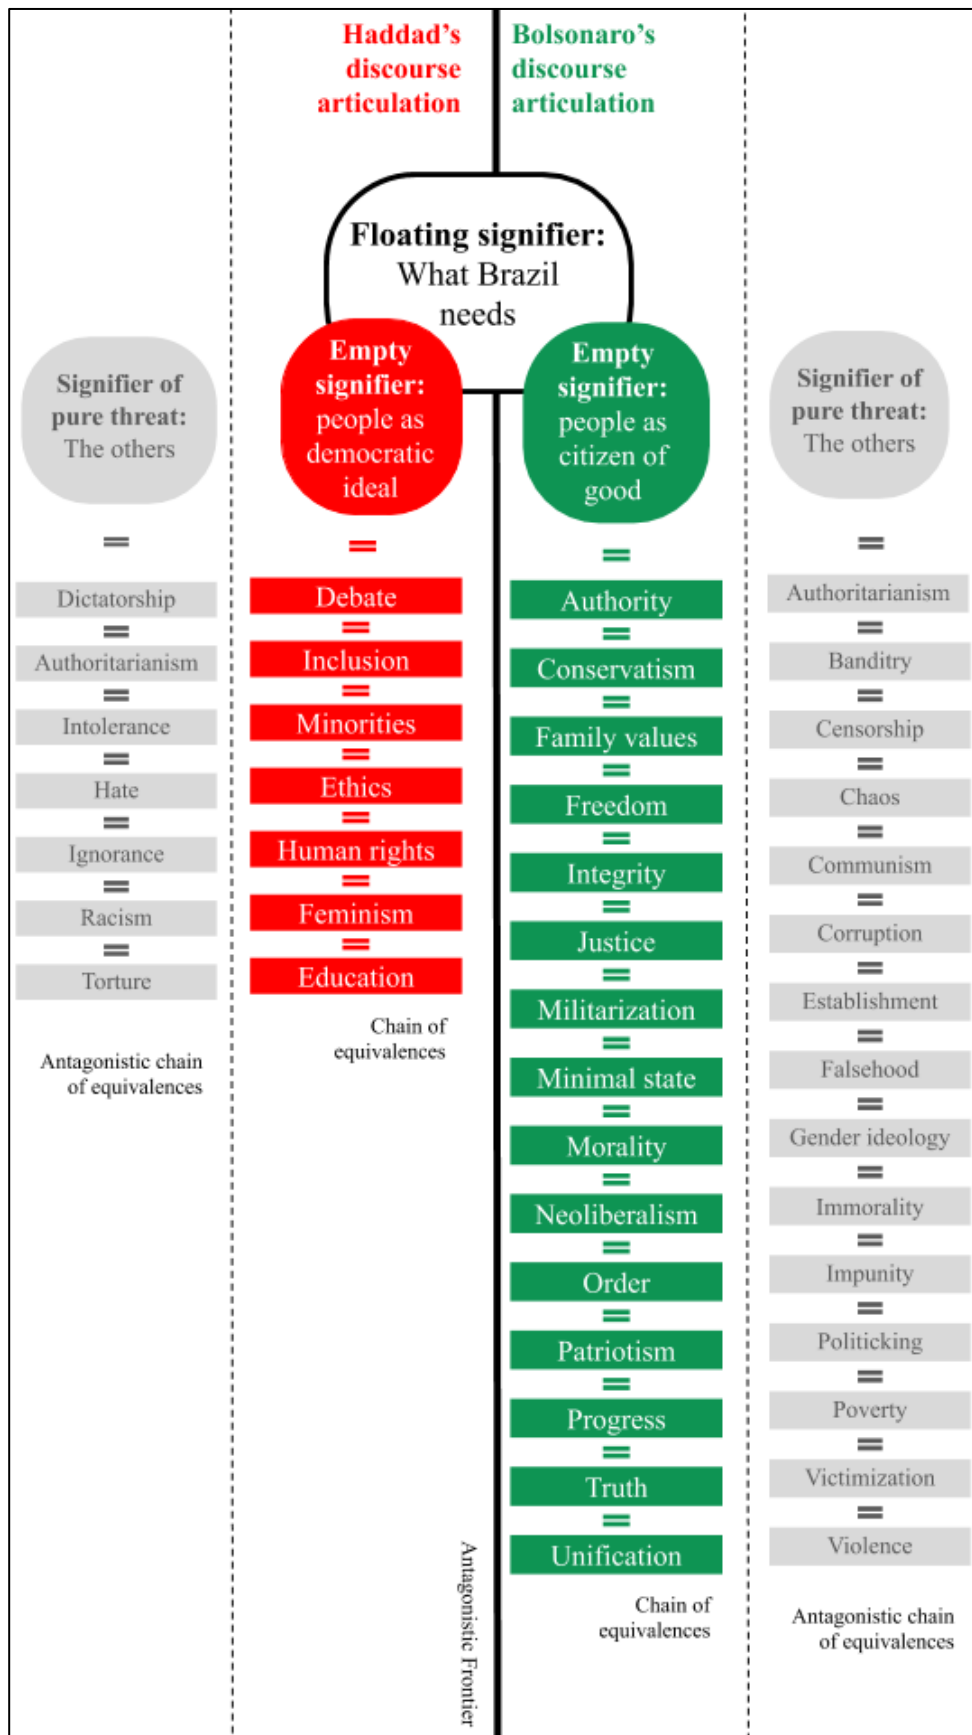 Haddad's
discourse
articulation
Bolsonaro's
discourse
articulation
Floating signifier:
What Brazil
needs
Signifier of
pure threat:
The others
=
Dictatorship
=
Authoritarianism
=
Intolerance
=
Hate
=
Ignorance
=
Racism
=
Torture
Antagonistic chain
of equivalences
Empty
signifier:
people as
democratic
ideal
=
Debate
=
Inclusion
=
Minorities
=
Ethics
=
Human rights
=
Feminism
=
Education
Chain of
equivalences
Antagonistic Frontier
Empty
signifier:
people as
citizen of
good
=
Authority
=
Conservatism
=
Family values
=
Freedom
=
Integrity
=
Justice
=
Militarization
=
Minimal state
=
Morality
=
Neoliberalism
=
Order
=
Patriotism
=
Progress
=
Truth
=
Unification
Chain of
equivalences
Signifier of
pure threat:
The others
=
Authoritarianism
=
Banditry
=
Censorship
=
Chaos
=
Communism
=
Corruption
=
Establishment
=
Falsehood
=
Gender ideology
=
Immorality
=
Impunity
=
Politicking
=
Poverty
=
Victimization
=
Violence
Antagonistic chain
of equivalences